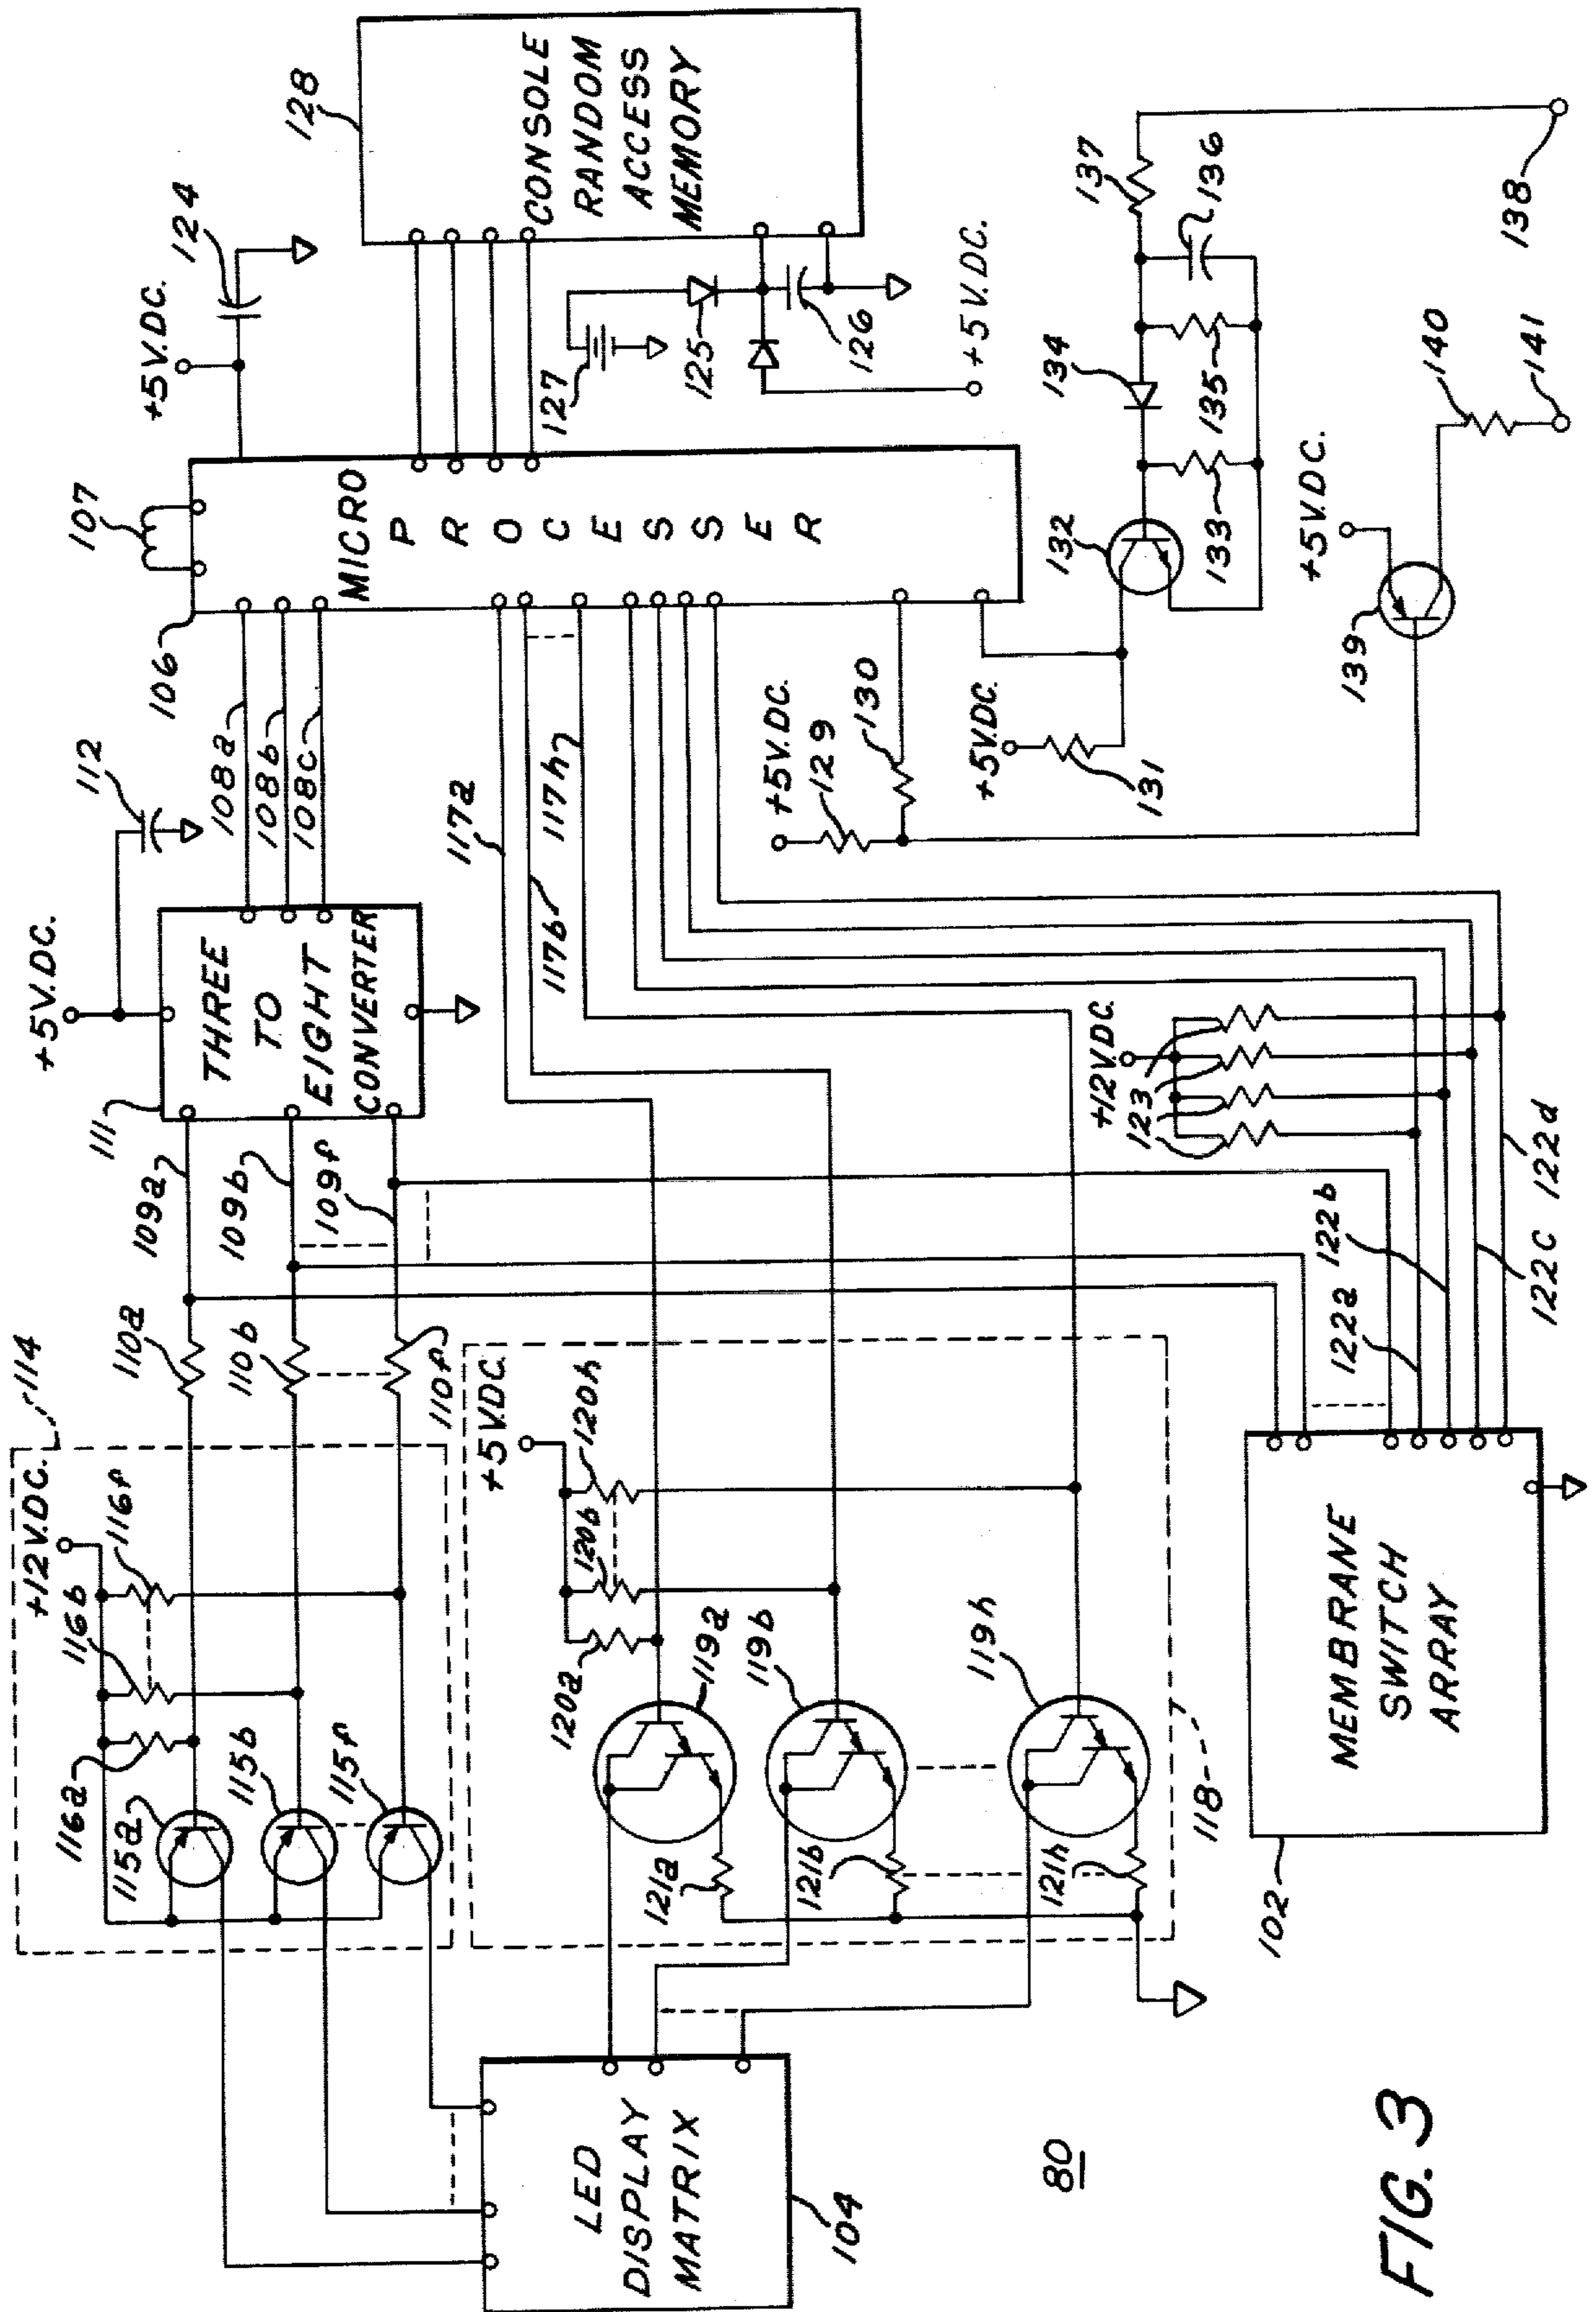 114
+12V.DC.
116f
116b
116a
115a
115b
115f
110a
110b
110f
109a
109b
109f
111
+5V.DC.
THREE
TO
EIGHT
CONVERTER
112
108a
108b
108c
106
107
MICRO
P
R
O
C
E
S
S
E
R
+5V.DC.
124
128
CONSOLE
RANDOM
ACCESS
MEMORY
127
125
126
+5V.DC.
117a
117b
117h
+5V.DC.
120h
120b
120a
119a
119b
119h
121a
121b
121h
118
LED
DISPLAY
MATRIX
104
80
+5V.DC.
129
130
+5V.DC.
131
132
133
134
135
136
137
138
+5V.DC.
139
140
141
+12V.DC.
123
122a
122b
122c
122d
MEMBRANE
SWITCH
ARRAY
102
FIG. 3